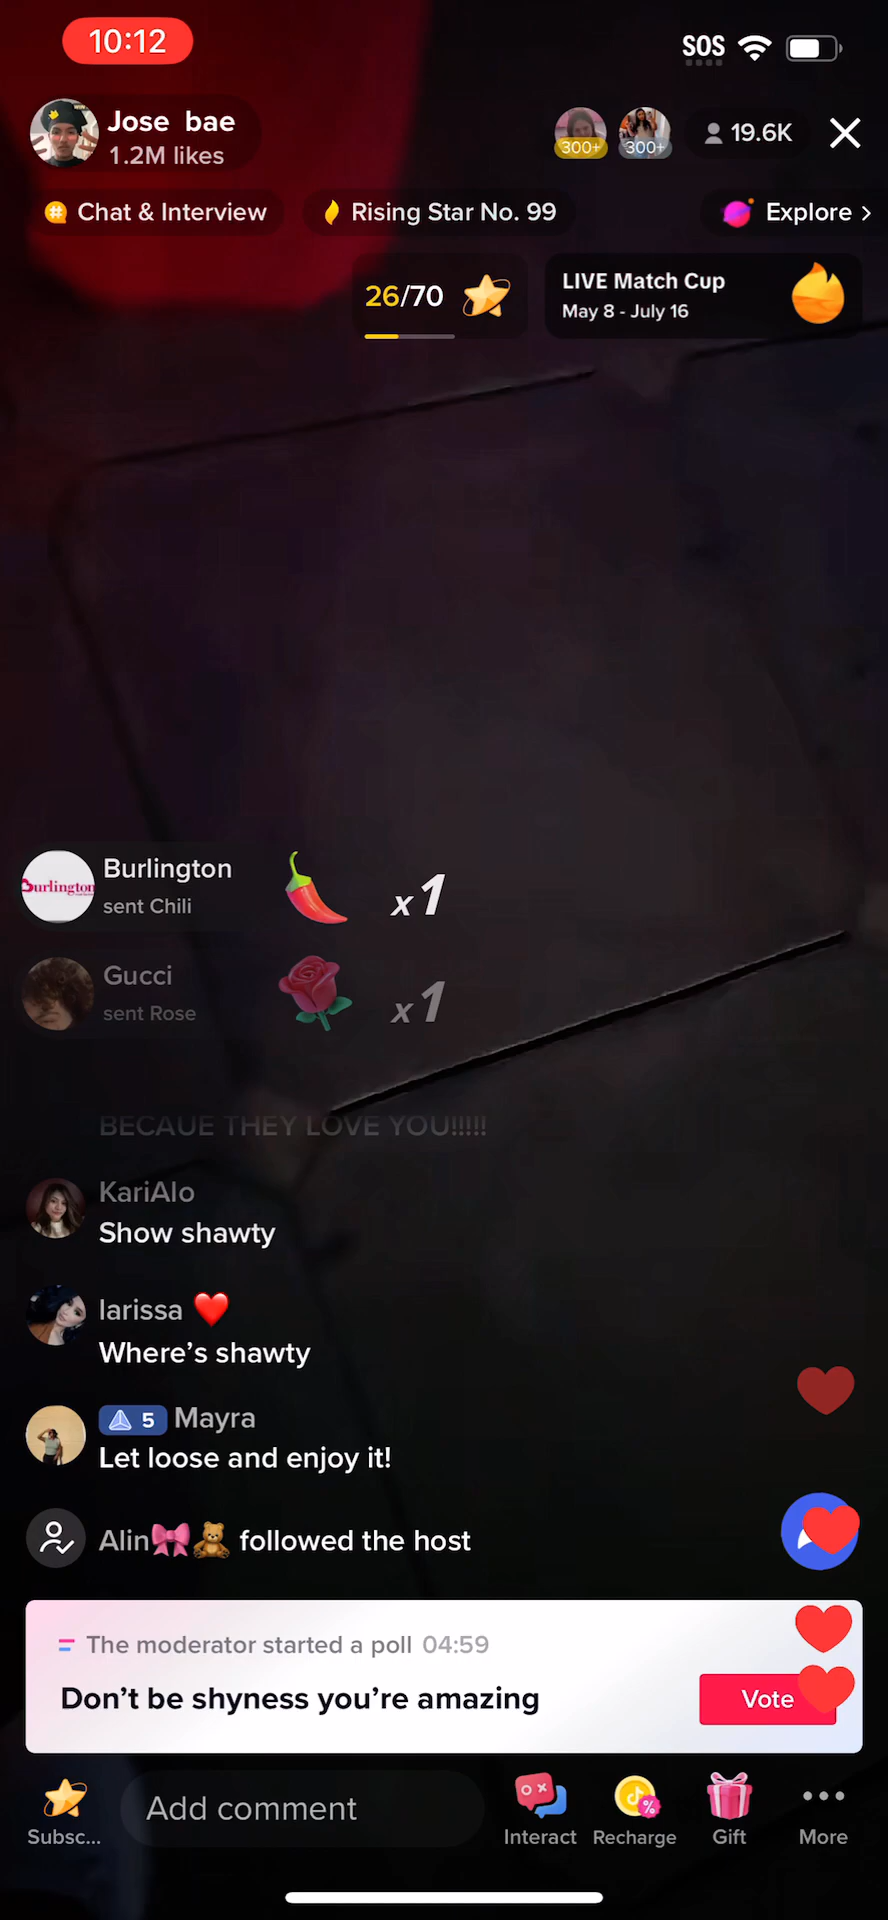 10:12
SOS
Jose bae
1.2M likes
300+
300+
19.6K
Chat & Interview
Rising Star No. 99
Explore >
26/70
LIVE Match Cup
May 8 - July 16
Burlington
Burlington
sent Chili
x1
Gucci
sent Rose
x1
BECAUE THEY LOVE YOU!!!!!
KariAlo
Show shawty
larissa ❤️
Where's shawty
5 Mayra
Let loose and enjoy it!
Alin🎀🧸 followed the host
The moderator started a poll 04:59
Don't be shyness you're amazing
Vote
Subsc...
Add comment
Interact
Recharge
Gift
More